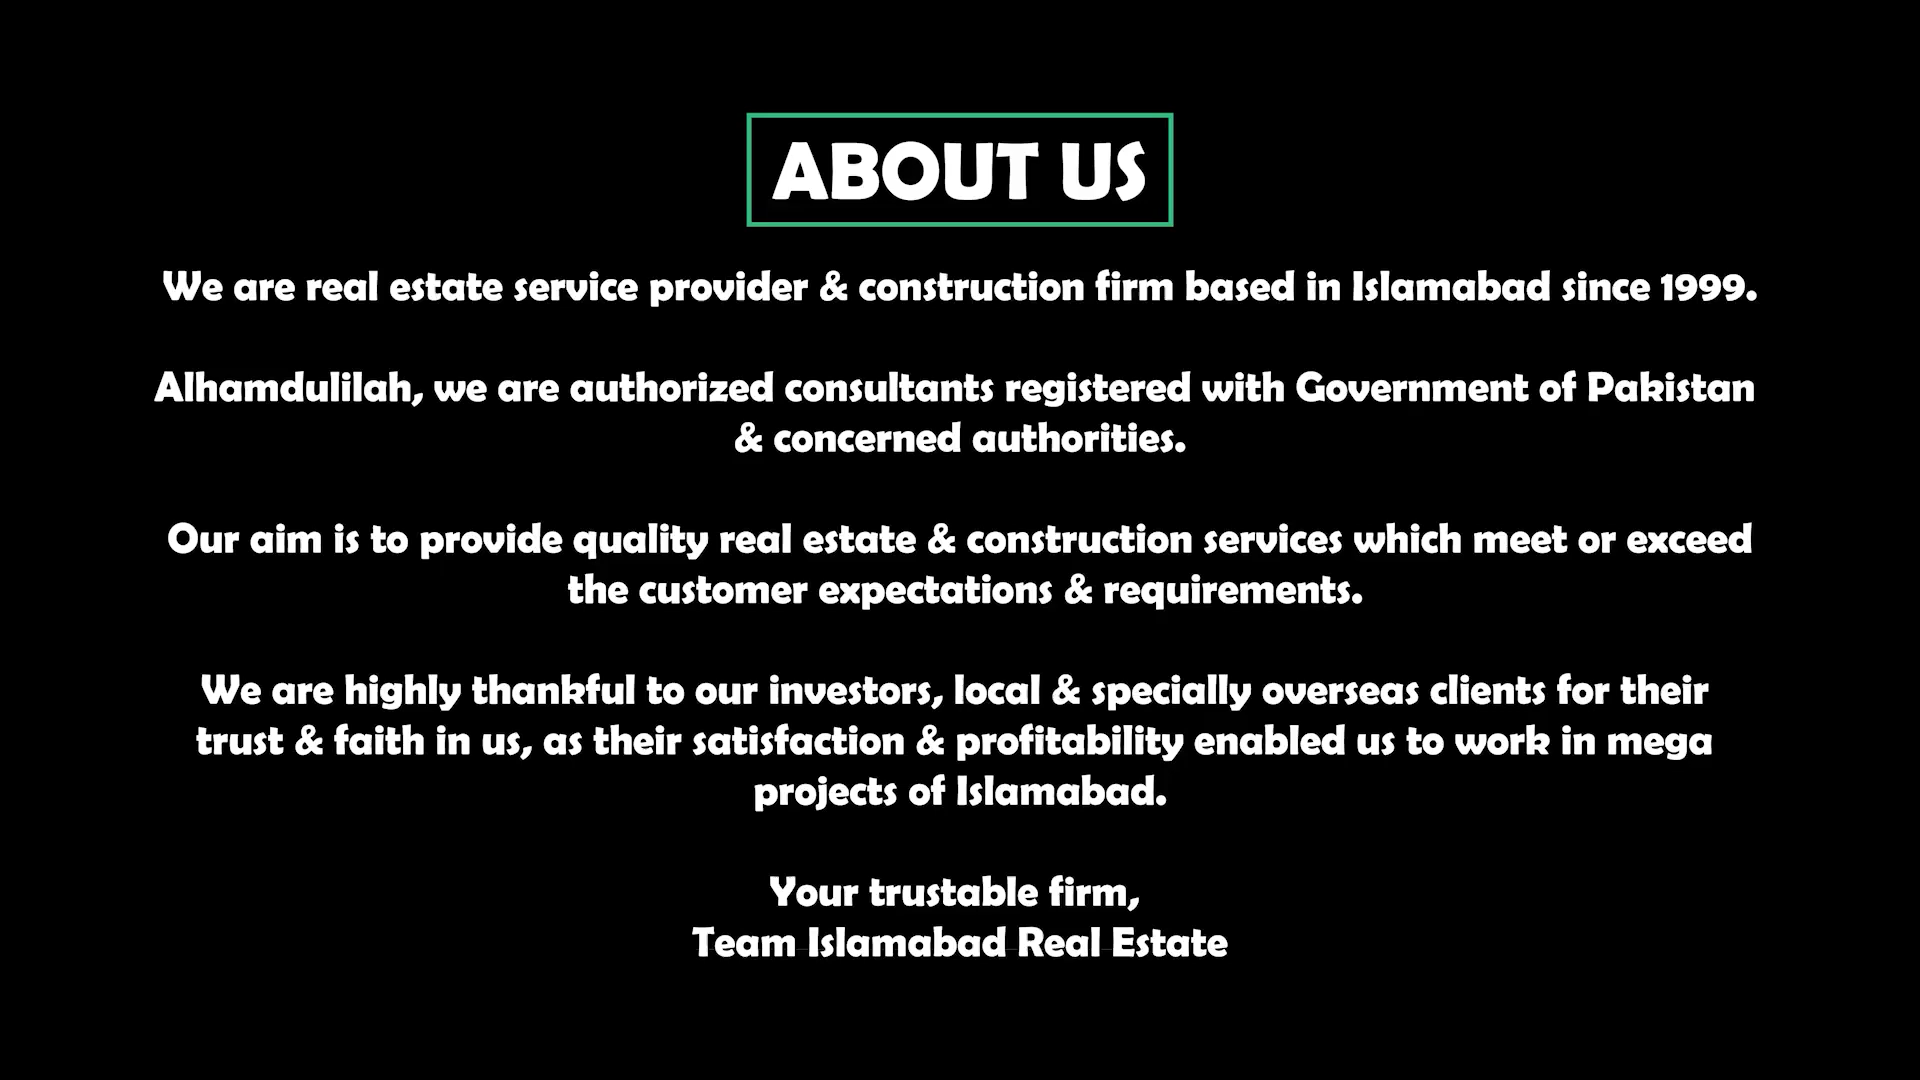 ABOUT US
We are real estate service provider & construction firm based in Islamabad since 1999.
Alhamdulilah, we are authorized consultants registered with Government of Pakistan
& concerned authorities.
Our aim is to provide quality real estate & construction services which meet or exceed
the customer expectations & requirements.
We are highly thankful to our investors, local & specially overseas clients for their
trust & faith in us, as their satisfaction & profitability enabled us to work in mega
projects of Islamabad.
Your trustable firm,
Team Islamabad Real Estate